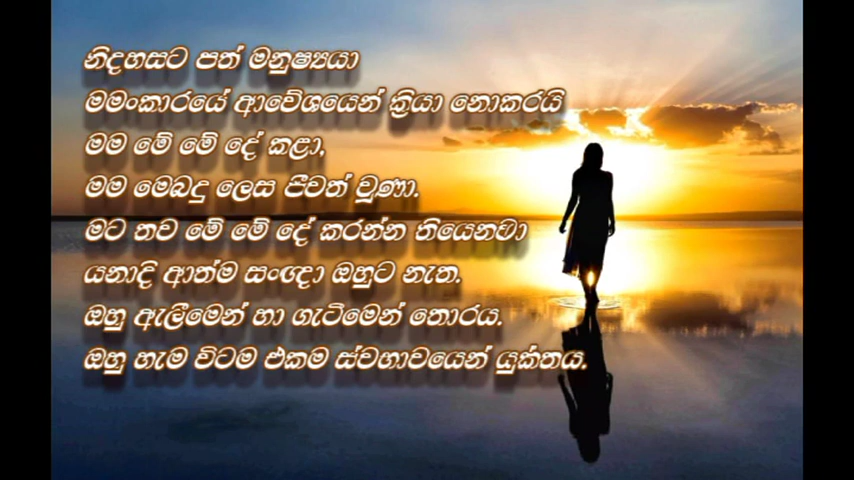 නිදහසට පත් මනුෂ්‍යයා
මමංකාරයේ ආවේශයෙන් ක්‍රියා නොකරයි
මම මේ මේ දේ කළා,
මම මෙබදු ලෙස ජීවත් වූණා.
මට තව මේ මේ දේ කරන්න තියෙනවා
යනාදි ආත්ම සංඥා ඔහුට නැත.
ඔහු ඇලීමෙන් හා ගැටීමෙන් තොරය.
ඔහු හැම විටම එකම ස්වභාවයෙන් යුක්තය.